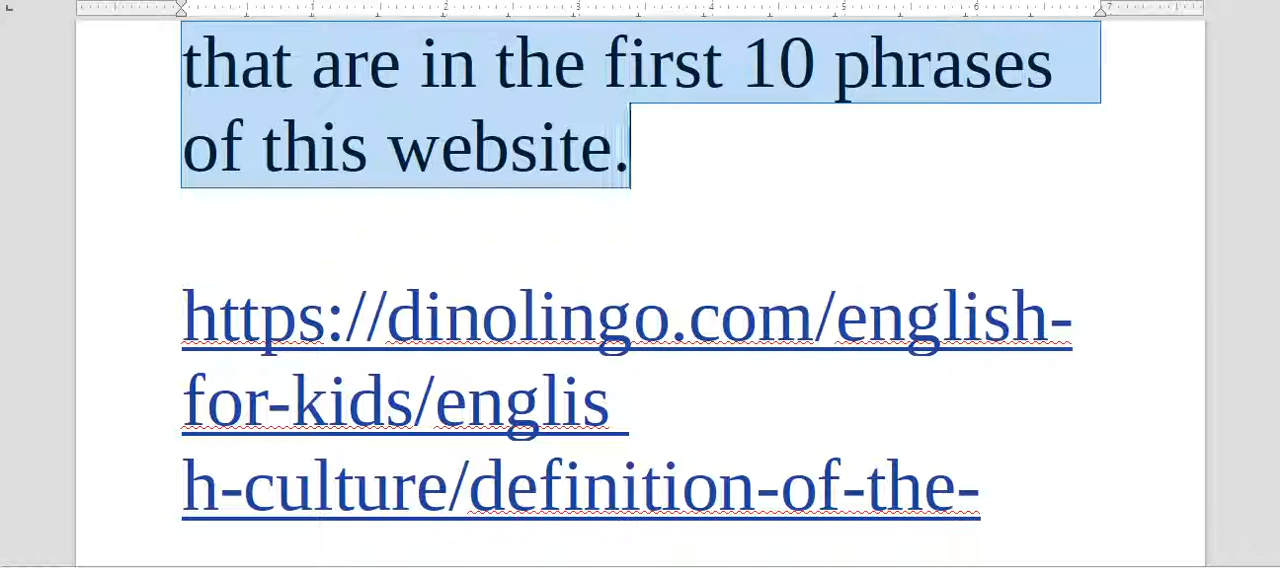 that are in the first 10 phrases
of this website.
https://dinolingo.com/english-
for-kids/englis
h-culture/definition-of-the-